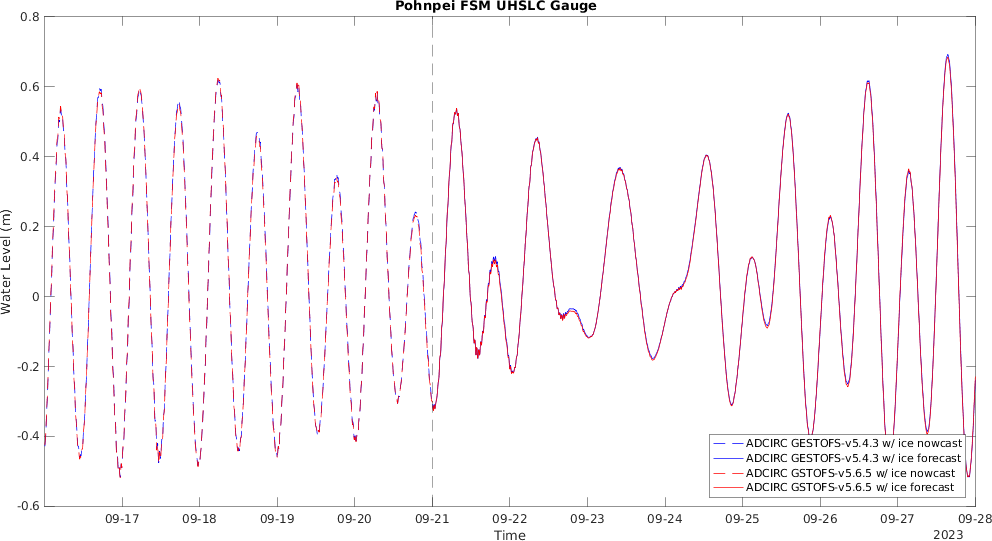 Pohnpei FSM UHSLC Gauge
0.8
0.6
0.4
0.2
0
-0.2
-0.4
-0.6
Water Level (m)
ADCIRC GESTOFS-v5.4.3 w/ ice nowcast
ADCIRC GESTOFS-v5.4.3 w/ ice forecast
ADCIRC GSTOFS-v5.6.5 w/ ice nowcast
ADCIRC GSTOFS-v5.6.5 w/ ice forecast
09-17 09-18 09-19 09-20 09-21 09-22 09-23 09-24 09-25 09-26 09-27 09-28
Time
2023